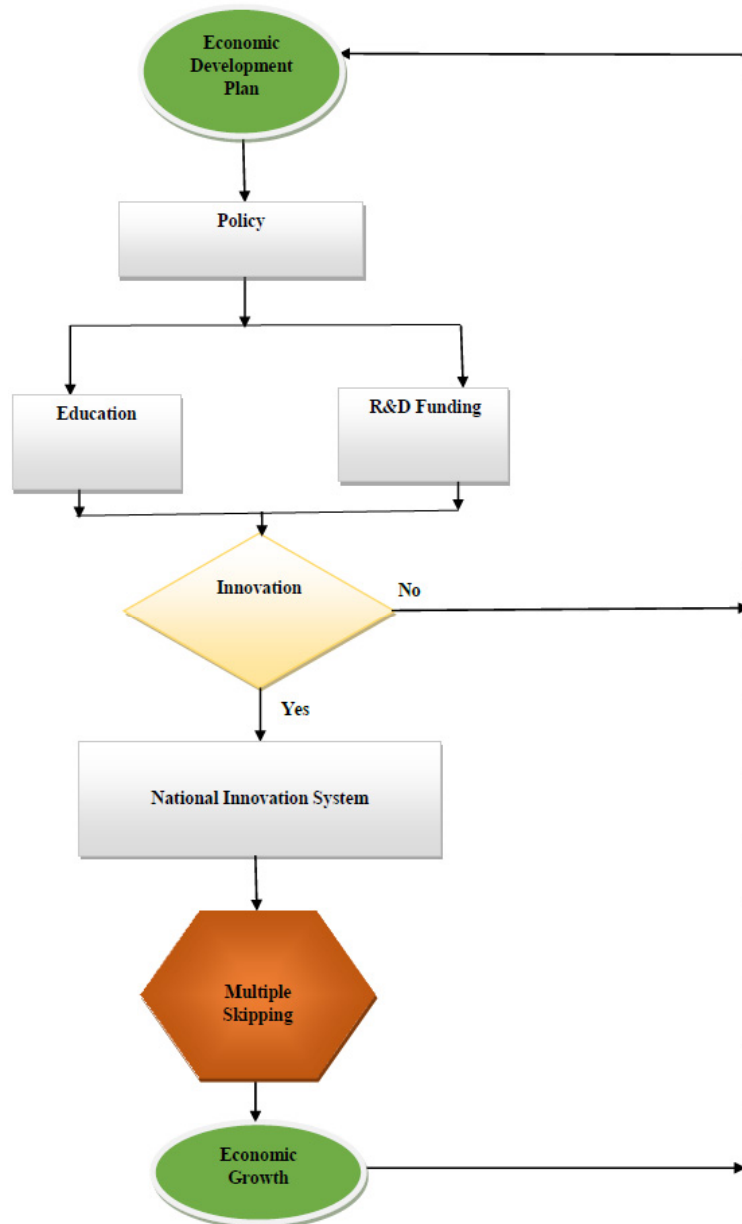 Economic
Development
Plan
Policy
Education
R&D Funding
Innovation
No
Yes
National Innovation System
Multiple
Skipping
Economic
Growth